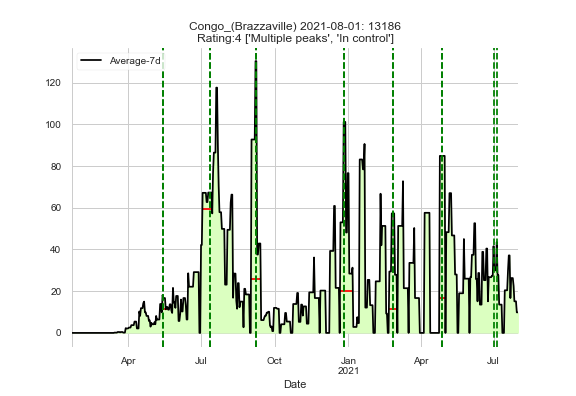 Congo_(Brazzaville) 2021-08-01: 13186
Rating:4 ['Multiple peaks', 'In control']
Average-7d
120
100
80
60
40
20
0
Apr
Jul
Oct
Jan
2021
Apr
Jul
Date